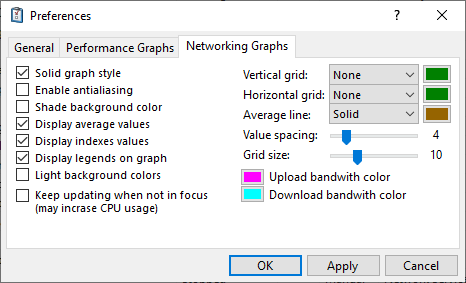 Preferences
General Performance Graphs Networking Graphs
Solid graph style
Enable antialiasing
Shade background color
Display average values
Display indexes values
Display legends on graph
Light background colors
Keep updating when not in focus
(may incrase CPU usage)
Vertical grid: None
Horizontal grid: None
Average line: Solid
Value spacing: 4
Grid size: 10
Upload bandwith color
Download bandwith color
OK Apply Cancel